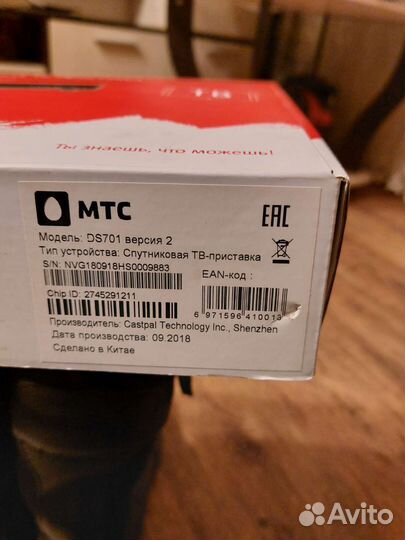 ТВ
Ты знаешь, что можешь!
МТС
EAC
Модель: DS701 версия 2
Тип устройства: Спутниковая ТВ-приставка
S/N: NVG180918HS0009883
EAN-код :
Chip ID: 2745291211
6 971596 410013
Производитель: Castpal Technology Inc., Shenzhen
Дата производства: 09.2018
Сделано в Китае
Avito